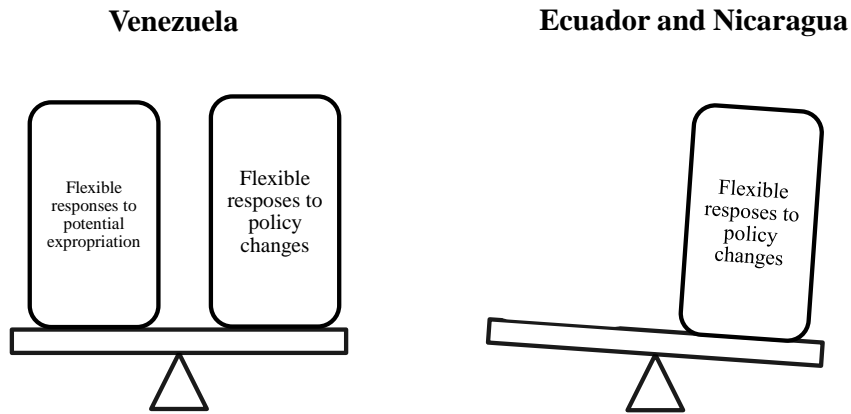 Venezuela
Ecuador and Nicaragua
Flexible
responses to
potential
expropriation
Flexible
resposes to
policy
changes
Flexible
resposes to
policy
changes